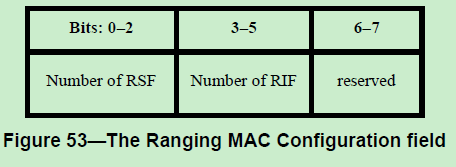 Bits: 0–2 3–5 6–7
Number of RSF Number of RIF reserved
Figure 53—The Ranging MAC Configuration field